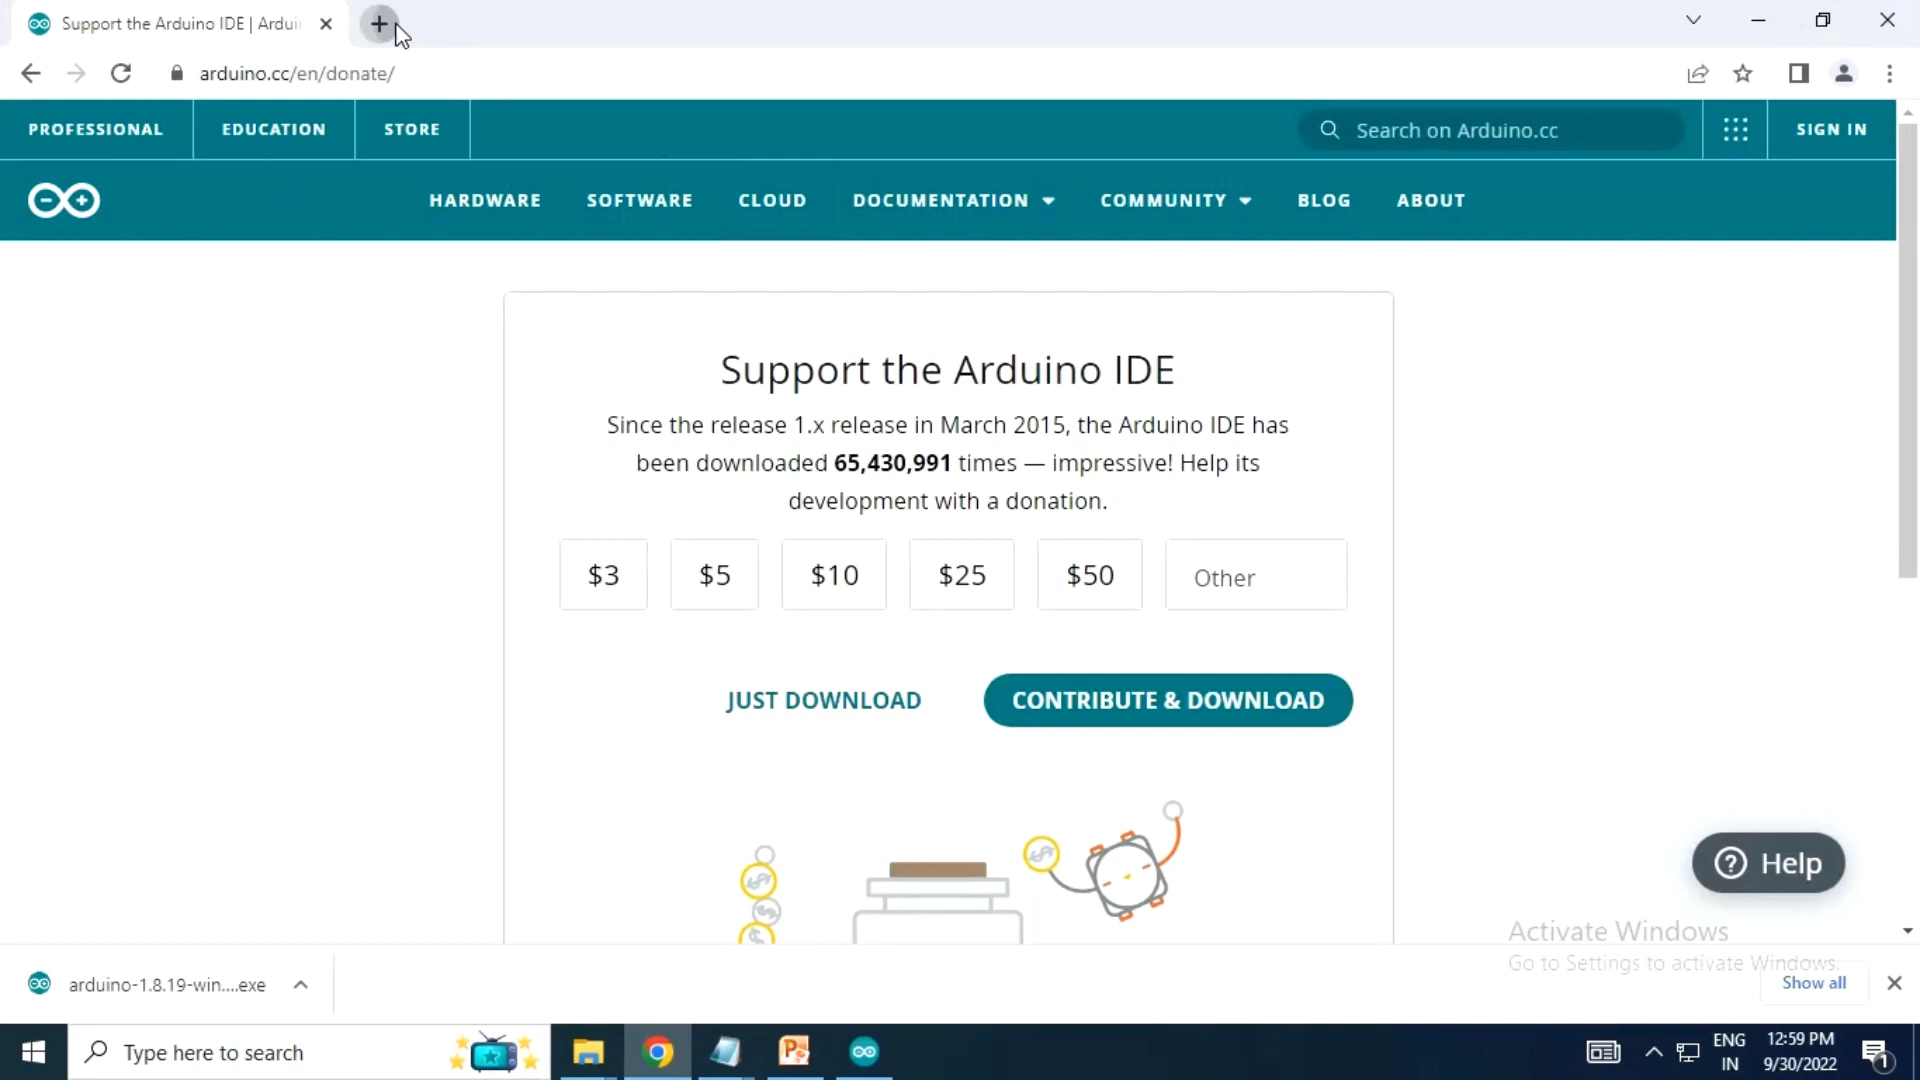 Support the Arduino IDE | Ardui
arduino.cc/en/donate/
PROFESSIONAL
EDUCATION
STORE
Search on Arduino.cc
SIGN IN
HARDWARE
SOFTWARE
CLOUD
DOCUMENTATION
COMMUNITY
BLOG
ABOUT
Support the Arduino IDE
Since the release 1.x release in March 2015, the Arduino IDE has
been downloaded 65,430,991 times — impressive! Help its
development with a donation.
$3
$5
$10
$25
$50
Other
JUST DOWNLOAD
CONTRIBUTE & DOWNLOAD
Help
Activate Windows
Go to Settings to activate Windows.
arduino-1.8.19-win....exe
Show all
Type here to search
ENG
IN
12:59 PM
9/30/2022
1